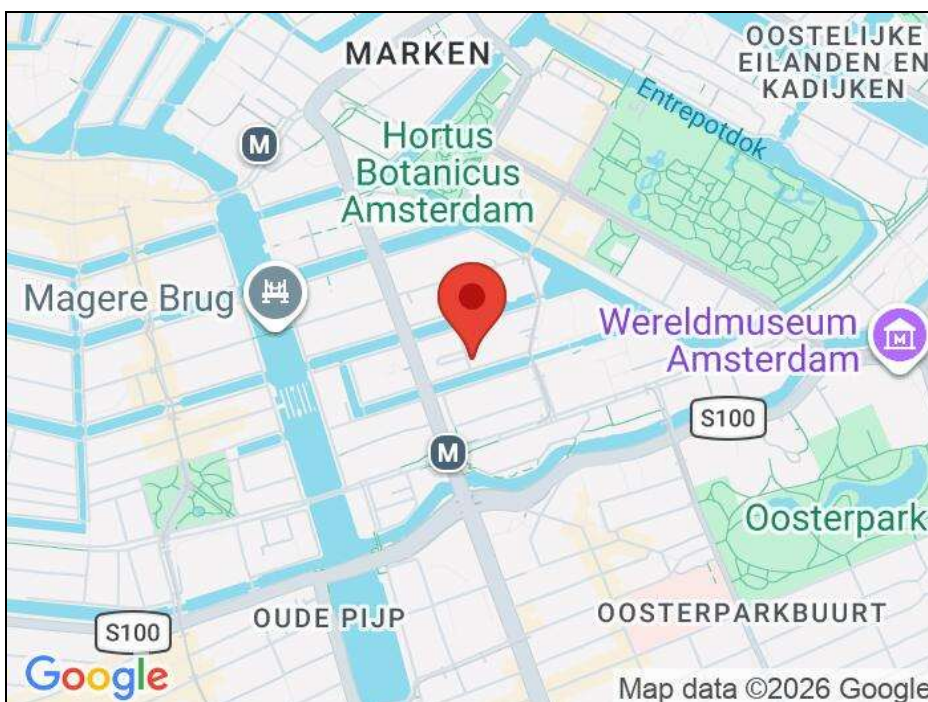 MARKEN
OOSTELIJKE
EILANDEN EN
KADIJKEN
M
Entrepotdok
Hortus
Botanicus
Amsterdam
Magere Brug
Wereldmuseum
Amsterdam
M
S100
M
Oosterpark
OUDE PIJP
OOSTERPARKBUURT
S100
Google
Map data ©2026 Google